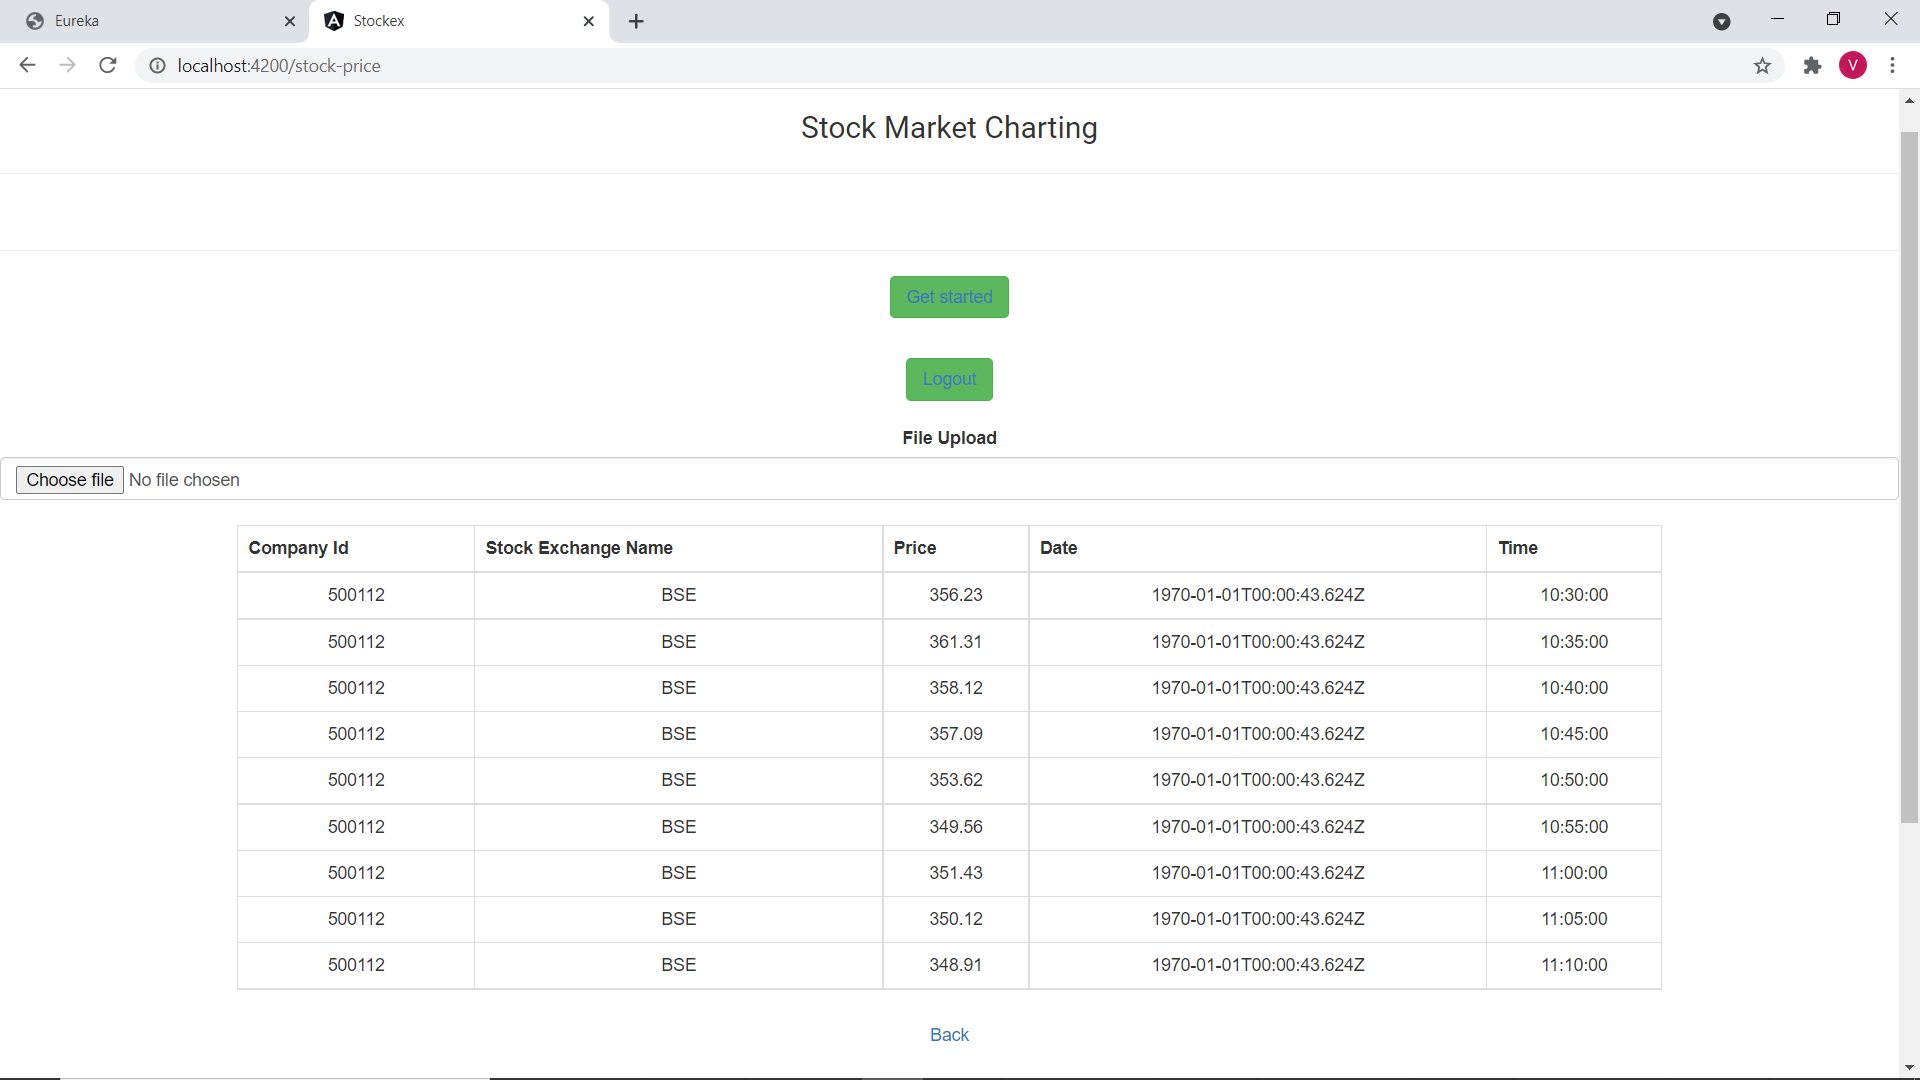 Eureka
Stockex
localhost:4200/stock-price
V
Stock Market Charting
Get started
Logout
File Upload
Choose file No file chosen
Company Id Stock Exchange Name Price Date Time
500112 BSE 356.23 1970-01-01T00:00:43.624Z 10:30:00
500112 BSE 361.31 1970-01-01T00:00:43.624Z 10:35:00
500112 BSE 358.12 1970-01-01T00:00:43.624Z 10:40:00
500112 BSE 357.09 1970-01-01T00:00:43.624Z 10:45:00
500112 BSE 353.62 1970-01-01T00:00:43.624Z 10:50:00
500112 BSE 349.56 1970-01-01T00:00:43.624Z 10:55:00
500112 BSE 351.43 1970-01-01T00:00:43.624Z 11:00:00
500112 BSE 350.12 1970-01-01T00:00:43.624Z 11:05:00
500112 BSE 348.91 1970-01-01T00:00:43.624Z 11:10:00
Back